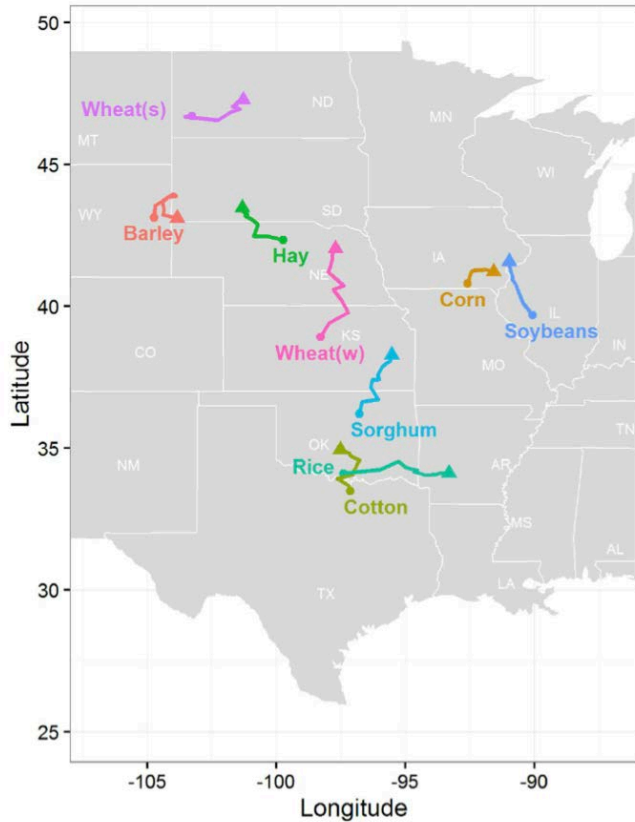 50
Wheat(s)
ND
MN
MT
45
WI
WY
SD
Barley
Hay
IA
NE
Corn
40
Soybeans
IL
KS
Wheat(w)
CO
IN
MO
Sorghum
TN
35
OK
Rice
NM
AR
Cotton
MS
AL
LA
30
TX
25
-105
-100
-95
-90
Longitude
Latitude